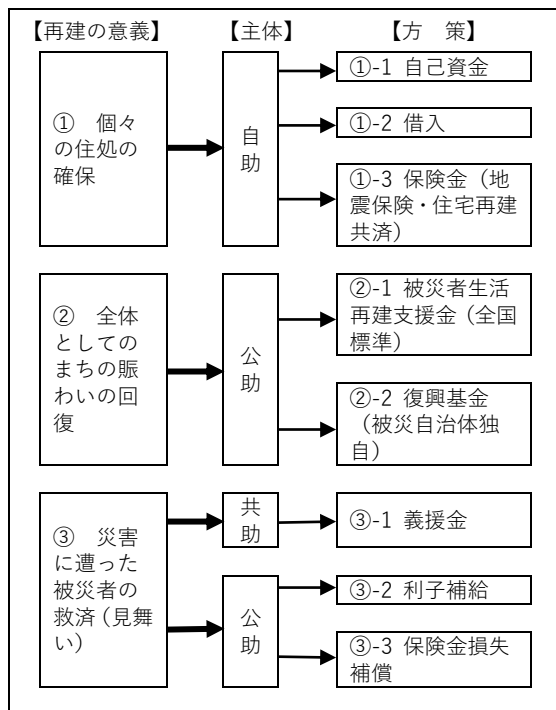 【再建の意義】 【主体】 【方　策】
① 個々
の住処の
確保
自
助
①-1 自己資金
①-2 借入
①-3 保険金（地
震保険・住宅再建
共済）
② 全体
としての
まちの賑
わいの回
復
公
助
②-1 被災者生活
再建支援金（全国
標準）
②-2 復興基金
（被災自治体独
自）
③ 災害
に遭った
被災者の
救済（見舞
い）
共
助
③-1 義援金
公
助
③-2 利子補給
③-3 保険金損失
補償